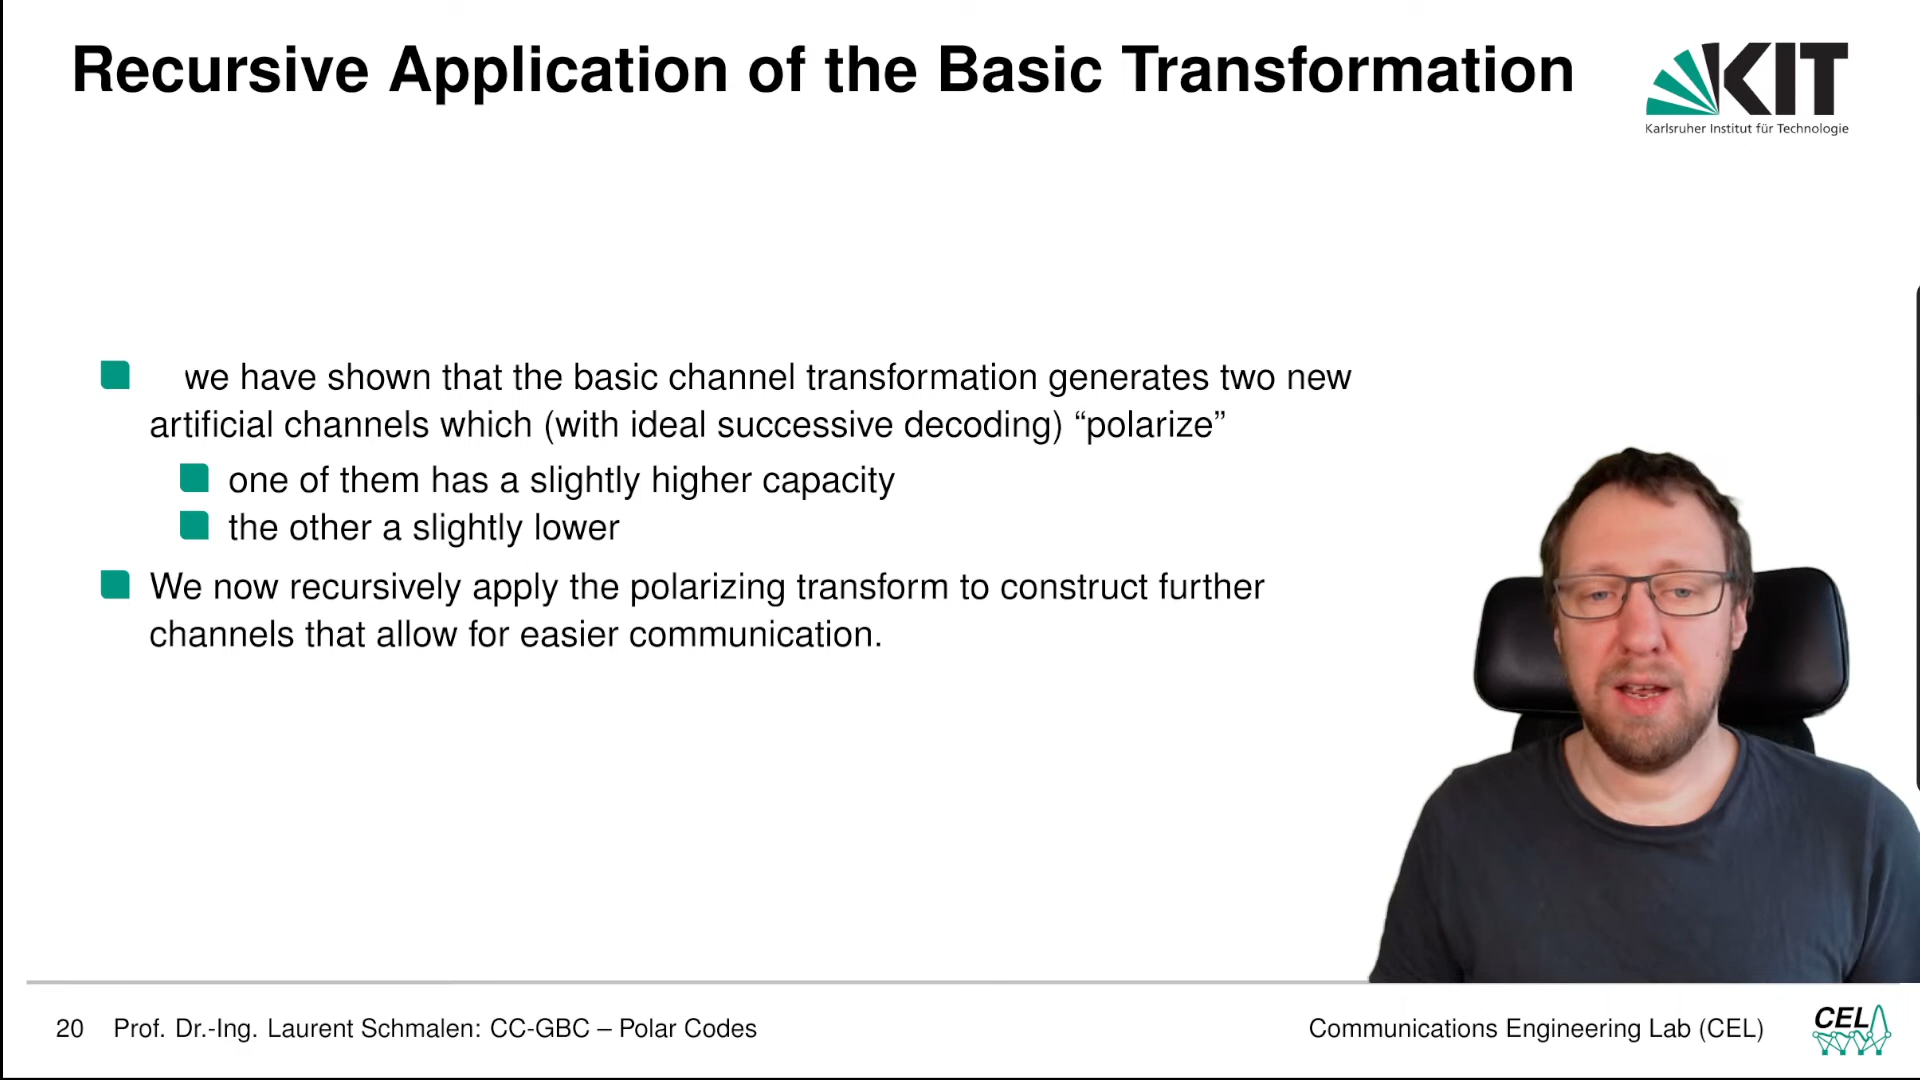 Recursive Application of the Basic Transformation
KIT
Karlsruher Institut für Technologie
we have shown that the basic channel transformation generates two new
artificial channels which (with ideal successive decoding) “polarize”
one of them has a slightly higher capacity
the other a slightly lower
We now recursively apply the polarizing transform to construct further
channels that allow for easier communication.
20 Prof. Dr.-Ing. Laurent Schmalen: CC-GBC – Polar Codes
Communications Engineering Lab (CEL)
CEL